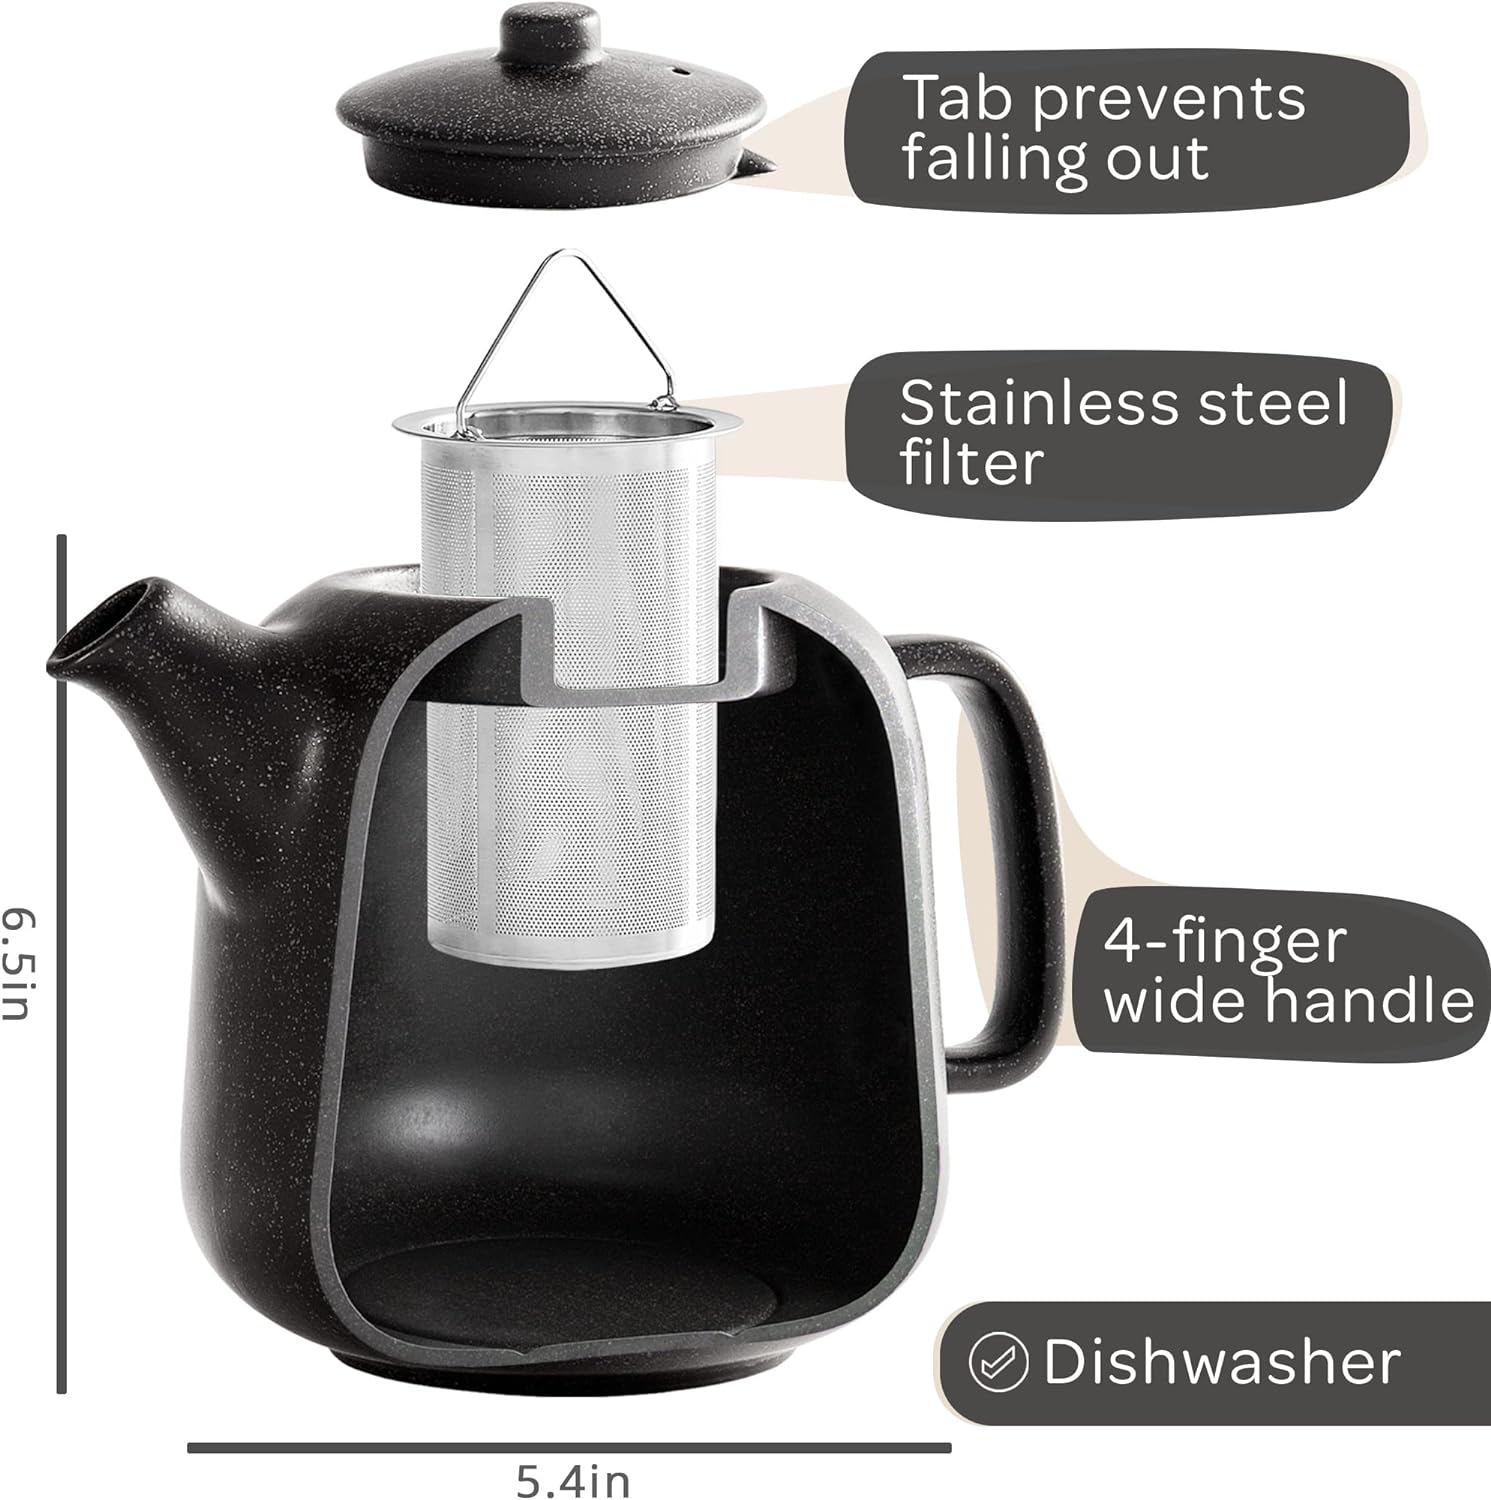 Tab prevents
falling out
Stainless steel
filter
6.5in
4-finger
wide handle
Dishwasher
5.4in